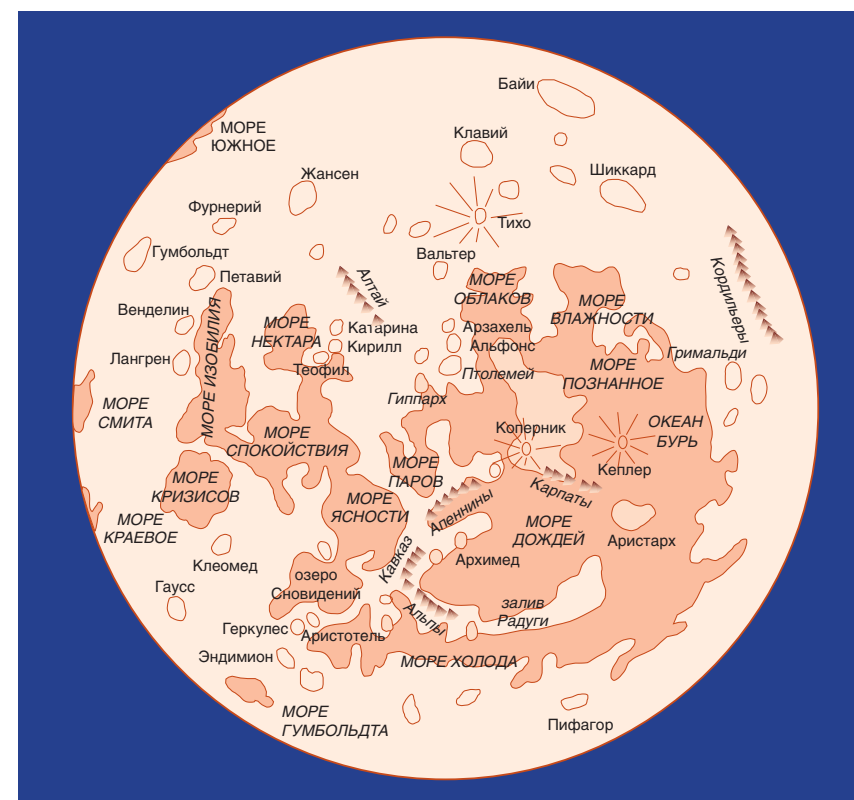 Байи
МОРЕ
ЮЖНОЕ
Клавий
Жансен
Шиккард
Фурнерий
Тихо
Гумбольдт
Вальтер
Петавий
Алтай
Кордильеры
МОРЕ
ОБЛАКОВ
МОРЕ
ВЛАЖНОСТИ
Венделин
МОРЕ ИЗОБИЛИЯ
МОРЕ
НЕКТАРА
Катарина
Кирилл
Арзахель
Альфонс
Гримальди
Лангрен
Теофил
Птолемей
МОРЕ
ПОЗНАННОЕ
МОРЕ
СМИТА
Гиппарх
МОРЕ
СПОКОЙСТВИЯ
Коперник
ОКЕАН
БУРЬ
МОРЕ
КРИЗИСОВ
МОРЕ
ПАРОВ
Кеплер
Карпаты
МОРЕ
КРАЕВОЕ
МОРЕ
ЯСНОСТИ
Аленнины
МОРЕ
ДОЖДЕЙ
Аристарх
Клеомед
Кавказ
Архимед
Гаусс
озеро
Сновидений
Альпы
залив
Радуги
Геркулес
Аристотель
Эндимион
МОРЕ ХОЛОДА
МОРЕ
ГУМБОЛЬДТА
Пифагор